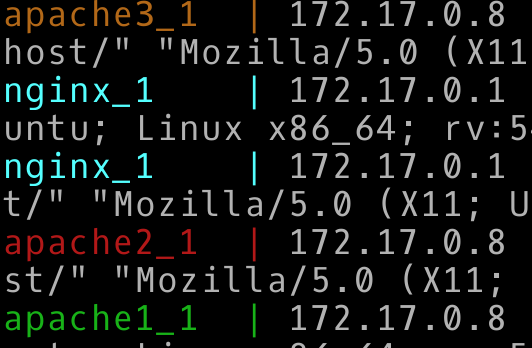 apache3_1  | 172.17.0.8
host/" "Mozilla/5.0 (X11
nginx_1    | 172.17.0.1
untu; Linux x86_64; rv:5
nginx_1    | 172.17.0.1
t/" "Mozilla/5.0 (X11; U
apache2_1  | 172.17.0.8
st/" "Mozilla/5.0 (X11;
apache1_1  | 172.17.0.8